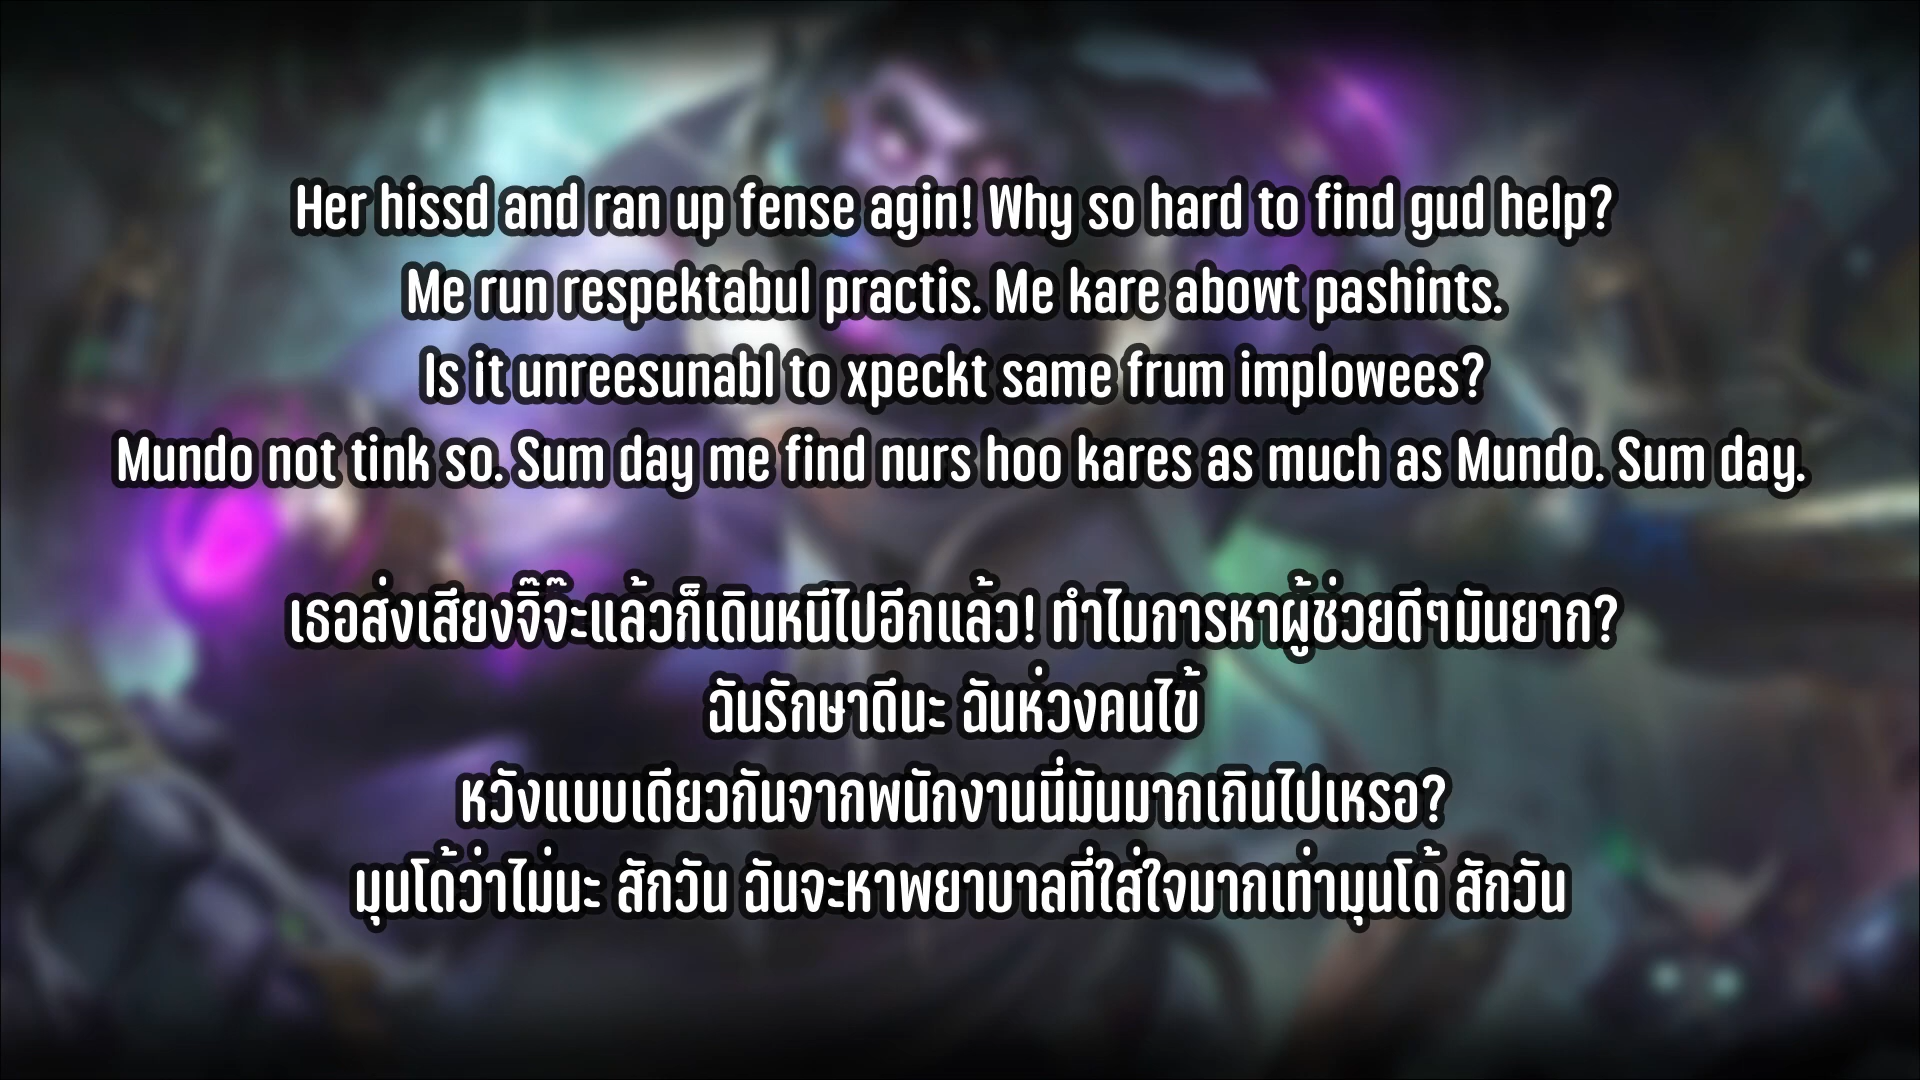 Her hissd and ran up fense agin! Why so hard to find gud help?
Me run respektabul practis. Me kare abowt pashints.
Is it unreesunabl to xpeckt same frum implowees?
Mundo not tink so. Sum day me find nurs hoo kares as much as Mundo. Sum day.
เธอส่งเสียงจิ๊จ๊ะแล้วก็เดินหนีไปอีกแล้ว! ทำไมการหาผู้ช่วยดีๆมันยาก?
ฉันรักษาดีนะ ฉันห่วงคนไข้
หวังแบบเดียวกันจากพนักงานนี่มันมากเกินไปเหรอ?
มุนโด้ว่าไม่นะ สักวัน ฉันจะหาพยาบาลที่ใส่ใจมากเท่ามุนโด้ สักวัน